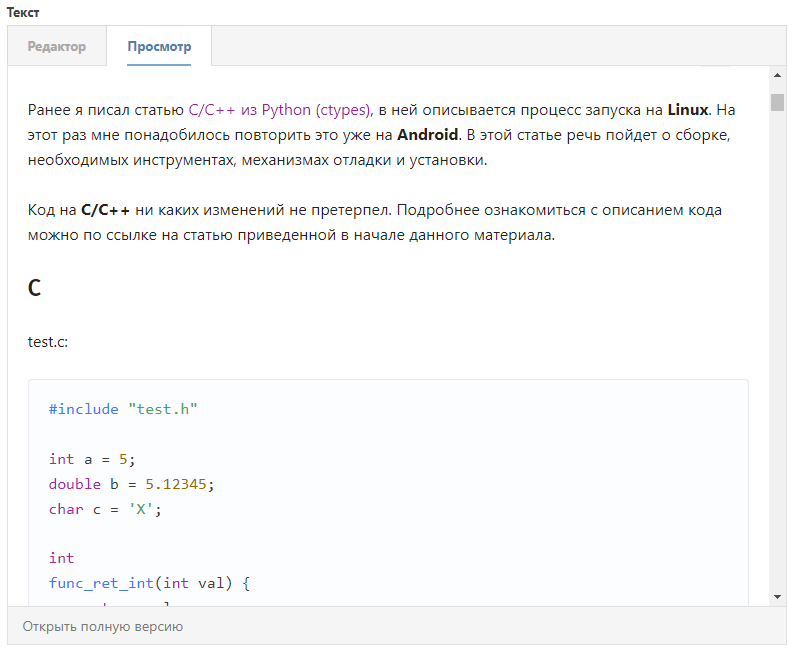 Текст
Редактор
Просмотр
Ранее я писал статью C/C++ из Python (ctypes), в ней описывается процесс запуска на Linux. На
этот раз мне понадобилось повторить это уже на Android. В этой статье речь пойдет о сборке,
необходимых инструментах, механизмах отладки и установки.
Код на C/C++ ни каких изменений не претерпел. Подробнее ознакомиться с описанием кода
можно по ссылке на статью приведенной в начале данного материала.
C
test.c:
#include "test.h"
int a = 5;
double b = 5.12345;
char c = 'X';
int
func_ret_int(int val) {
Открыть полную версию